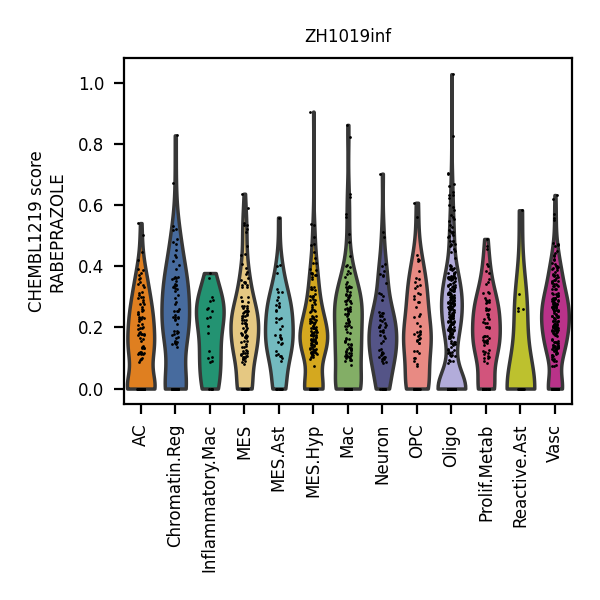 ZH1019inf
CHEMBL1219 score
RABEPRAZOLE
1.0
0.8
0.6
0.4
0.2
0.0
AC
Chromatin.Reg
Inflammatory.Mac
MES
MES.Ast
MES.Hyp
Mac
Neuron
OPC
Oligo
Prolif.Metab
Reactive.Ast
Vasc